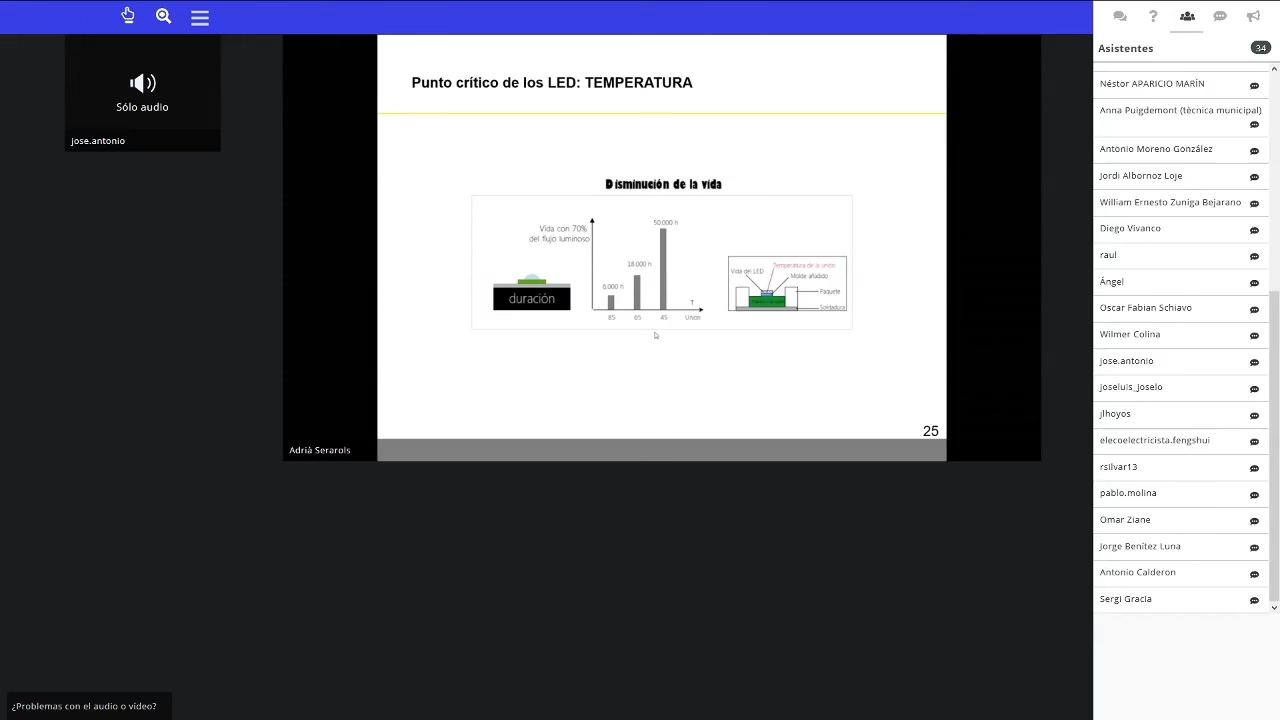 Sólo audio
jose.antonio
Punto crítico de los LED: TEMPERATURA
Disminución de la vida
Vida con 70%
del flujo luminoso
50.000 h
18.000 h
6.000 h
85
65
45
T
Unión
duración
Temperatura de la unión
Vida del LED
Molde añadido
Paquete
Soldadura
25
Adrià Serarols
¿Problemas con el audio o vídeo?
Asistentes
34
Néstor APARICIO MARÍN
Anna Puigdemont (tècnica municipal)
Antonio Moreno González
Jordi Albornoz Loje
William Ernesto Zuniga Bejarano
Diego Vivanco
raul
Ángel
Oscar Fabian Schiavo
Wilmer Colina
jose.antonio
joseluis_joselo
jlhoyos
elecoelectricista.fengshui
rsilvar13
pablo.molina
Omar Ziane
Jorge Benítez Luna
Antonio Calderon
Sergi Gracia